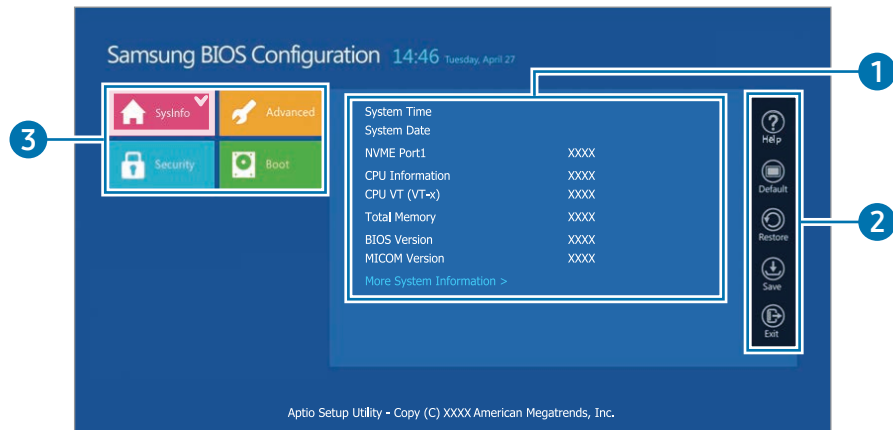 Samsung BIOS Configuration 14:46 Tuesday, April 27
1
SysInfo
Advanced
Security
Boot
3
System Time
System Date
NVME Port1 XXXX
CPU Information XXXX
CPU VT (VT-x) XXXX
Total Memory XXXX
BIOS Version XXXX
MICOM Version XXXX
More System Information >
Help
Default
Restore
Save
Exit
2
Aptio Setup Utility - Copy (C) XXXX American Megatrends, Inc.